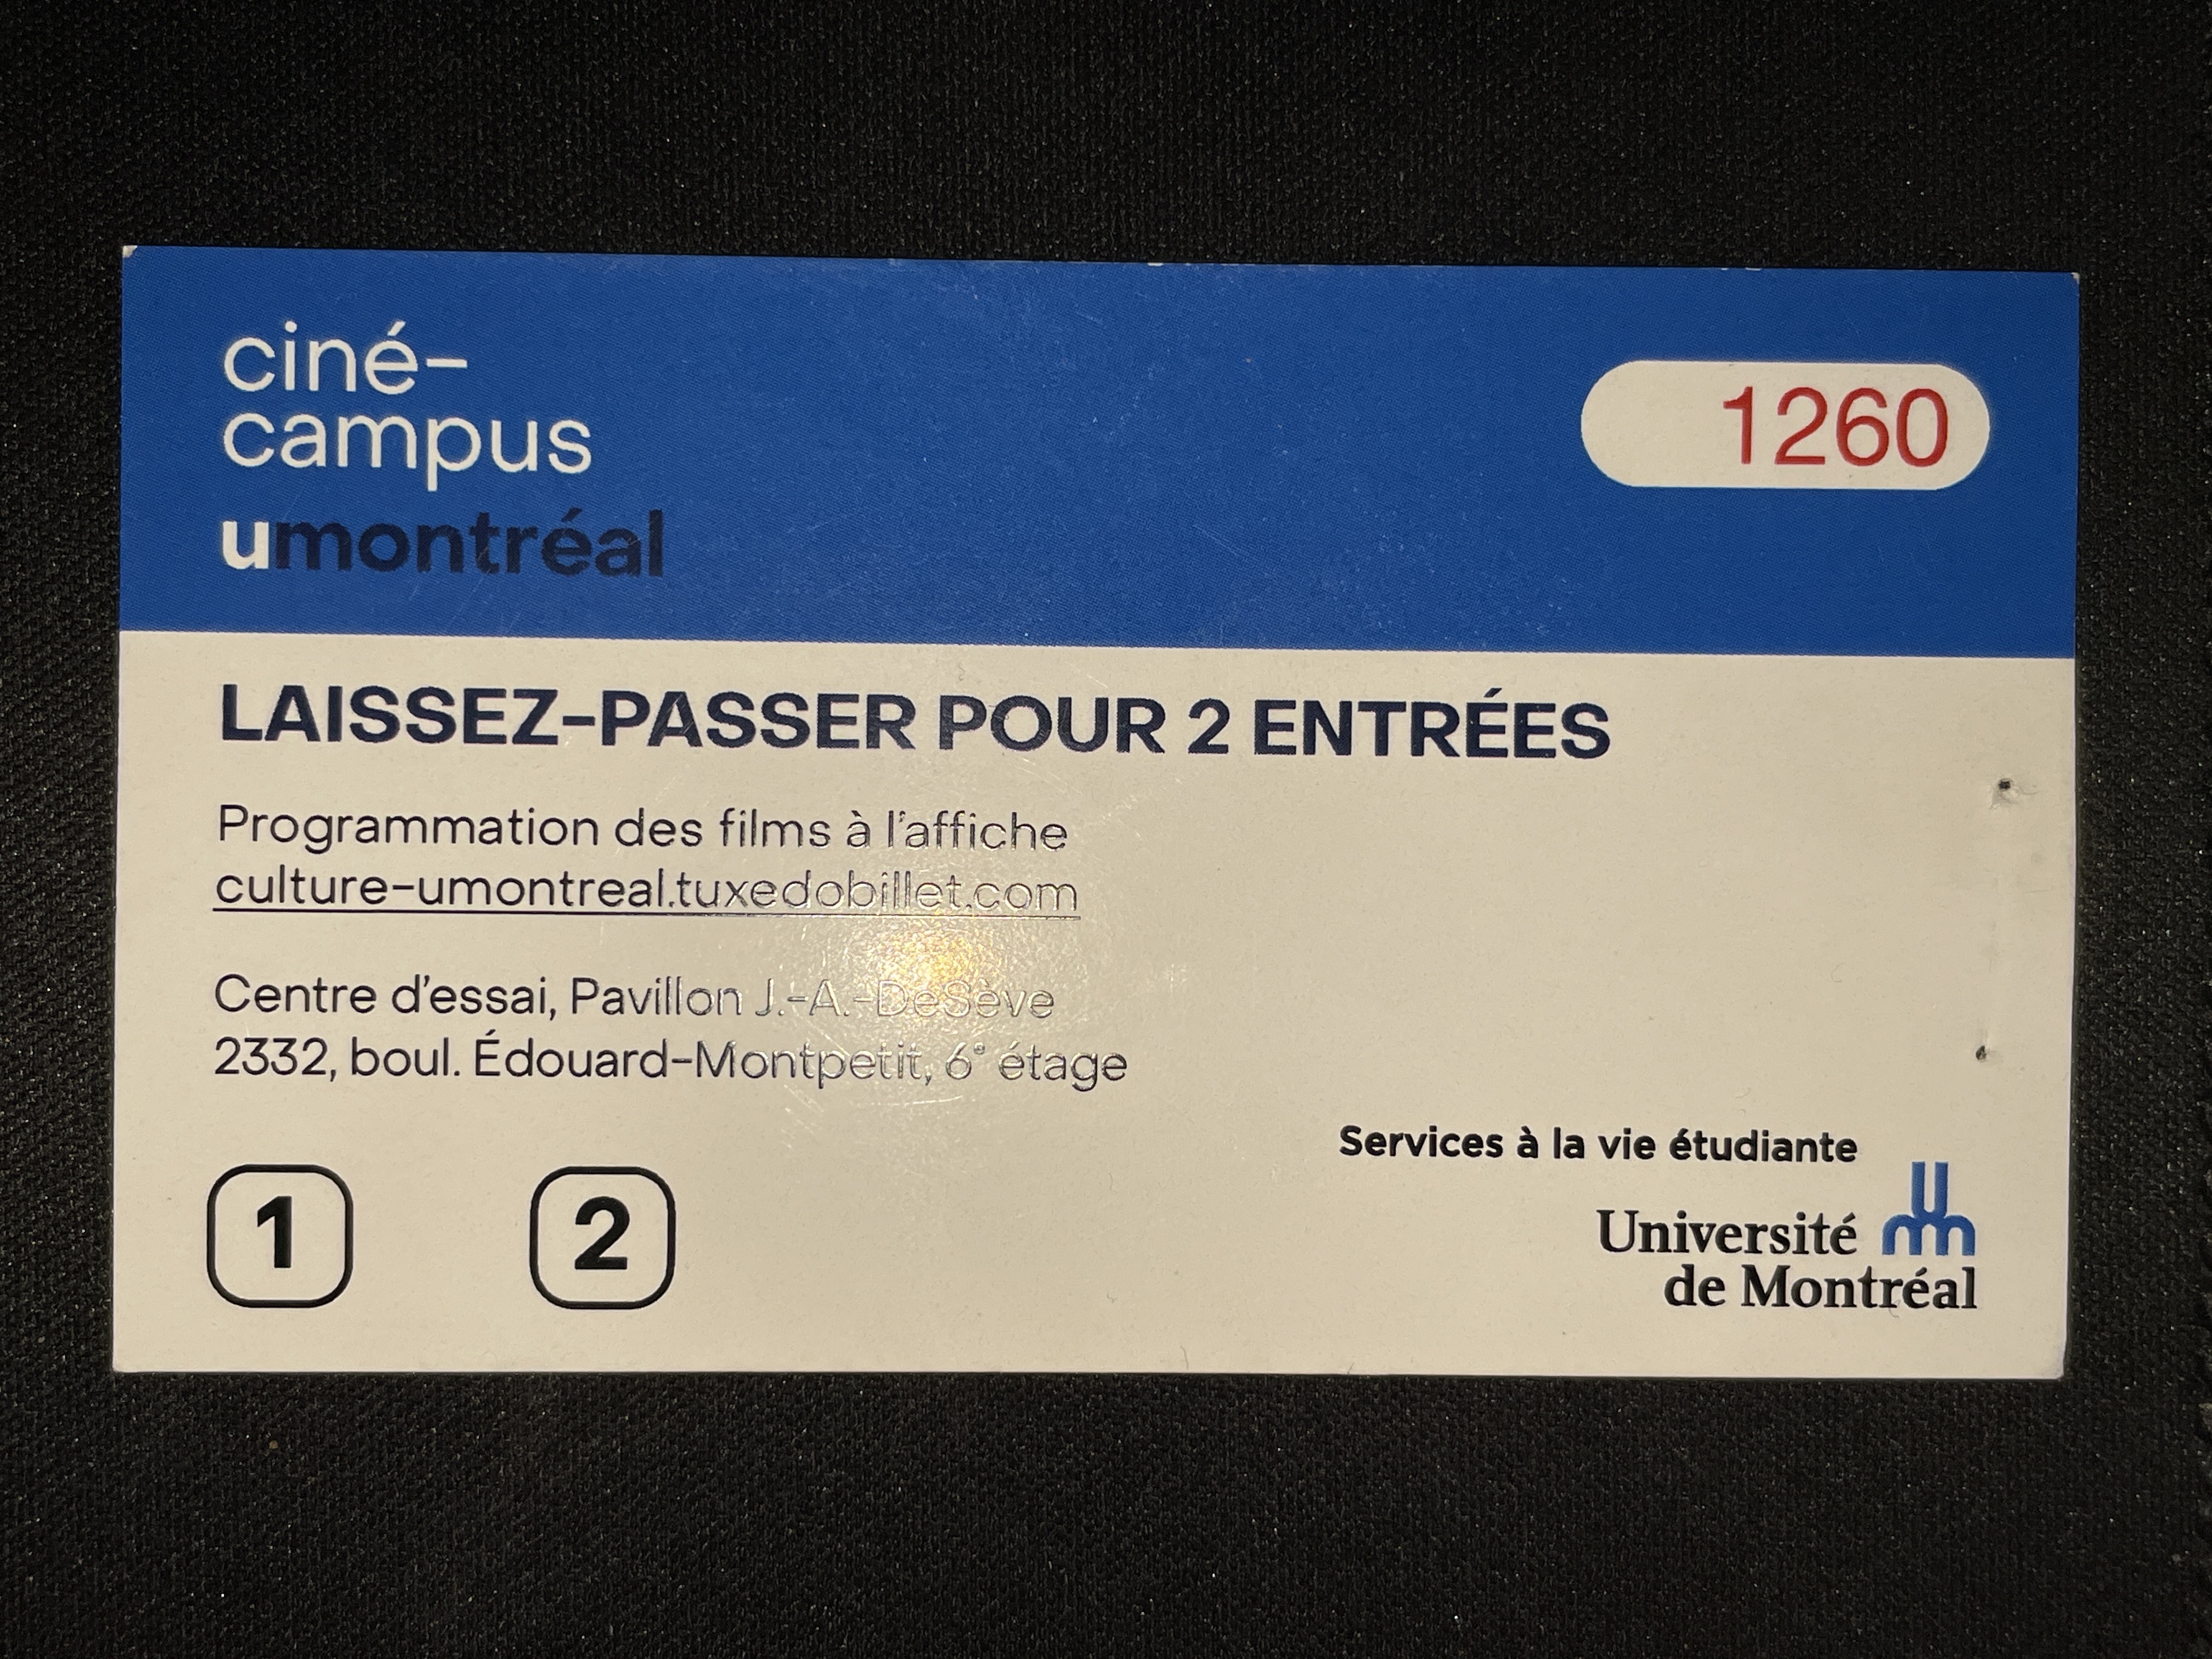 ciné-
campus
umontréal
1260
LAISSEZ-PASSER POUR 2 ENTRÉES
Programmation des films à l'affiche
culture-umontreal.tuxedobillet.com
Centre d'essai, Pavillon J.-A.-DeSève
2332, boul. Édouard-Montpetit, 6e étage
1 2
Services à la vie étudiante
Université
de Montréal